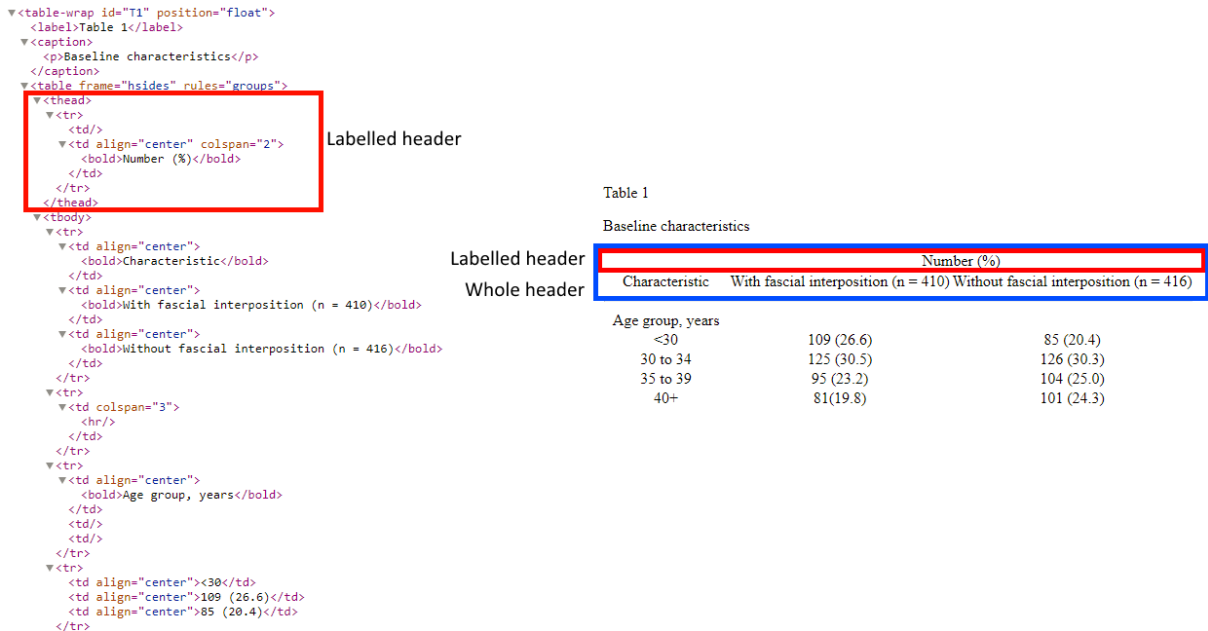 ▼<table-wrap id="T1" position="float">
<label>Table 1</label>
▼<caption>
<p>Baseline characteristics</p>
</caption>
▼<table frame="hsides" rules="groups">
▼<thead>
▼<tr>
<td/>
▼<td align="center" colspan="2">
<bold>Number (%)</bold>
</td>
</tr>
</thead>
▼<tbody>
▼<tr>
▼<td align="center">
<bold>Characteristic</bold>
</td>
▼<td align="center">
<bold>With fascial interposition (n = 410)</bold>
</td>
▼<td align="center">
<bold>Without fascial interposition (n = 416)</bold>
</td>
</tr>
▼<tr>
▼<td colspan="3">
<hr/>
</td>
</tr>
▼<tr>
▼<td align="center">
<bold>Age group, years</bold>
</td>
<td/>
<td/>
</tr>
▼<tr>
<td align="center"><30</td>
<td align="center">109 (26.6)</td>
<td align="center">85 (20.4)</td>
</tr>
Labelled header
Table 1
Baseline characteristics
Labelled header
Number (%)
Whole header
Characteristic With fascial interposition (n = 410) Without fascial interposition (n = 416)
Age group, years
<30 109 (26.6) 85 (20.4)
30 to 34 125 (30.5) 126 (30.3)
35 to 39 95 (23.2) 104 (25.0)
40+ 81(19.8) 101 (24.3)